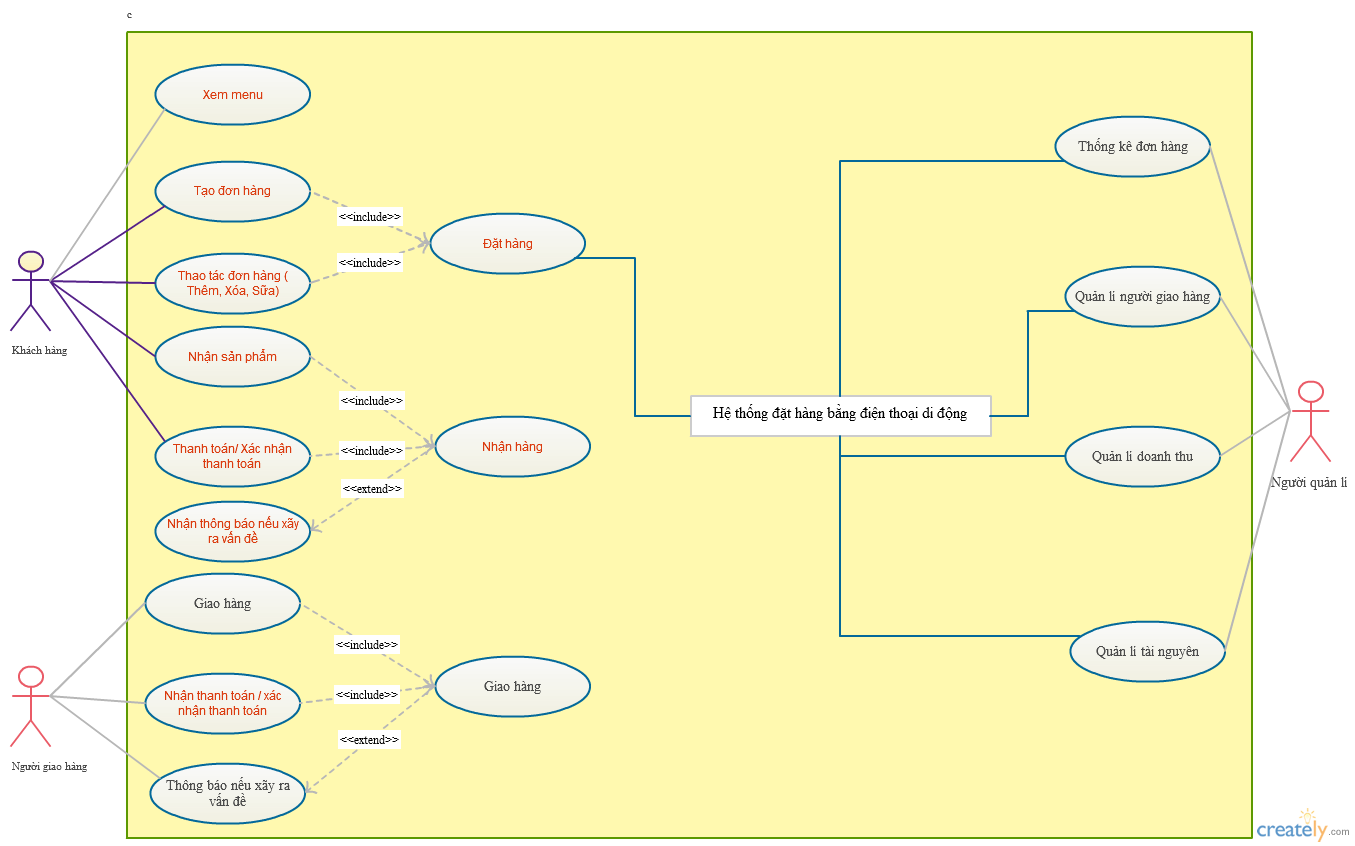 c
Xem menu
Tạo đơn hàng
<<include>>
Đặt hàng
<<include>>
Thao tác đơn hàng (
Thêm, Xóa, Sữa)
Khách hàng
Nhận sản phẩm
<<include>>
Nhận hàng
Thanh toán/ Xác nhận
thanh toán
<<include>>
<<extend>>
Nhận thông báo nếu xãy
ra vấn đề
Giao hàng
<<include>>
Giao hàng
Nhận thanh toán / xác
nhận thanh toán
<<include>>
<<extend>>
Người giao hàng
Thông báo nếu xãy ra
vấn đề
Hệ thống đặt hàng bằng điện thoại di động
Thống kê đơn hàng
Quản lí người giao hàng
Quản lí doanh thu
Người quản lí
Quản lí tài nguyên
creately.com